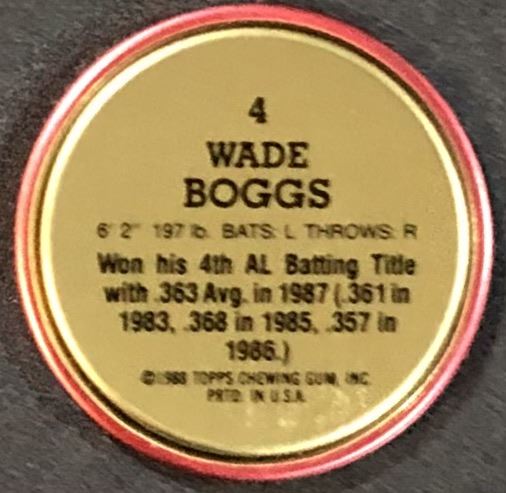 4
WADE
BOGGS
6' 2" 197 lb. BATS: L THROWS: R
Won his 4th AL Batting Title
with .363 Avg. in 1987 (.361 in
1983, .368 in 1985, .357 in
1986.)
©1988 TOPPS CHEWING GUM, INC.
PRTD. IN U.S.A.